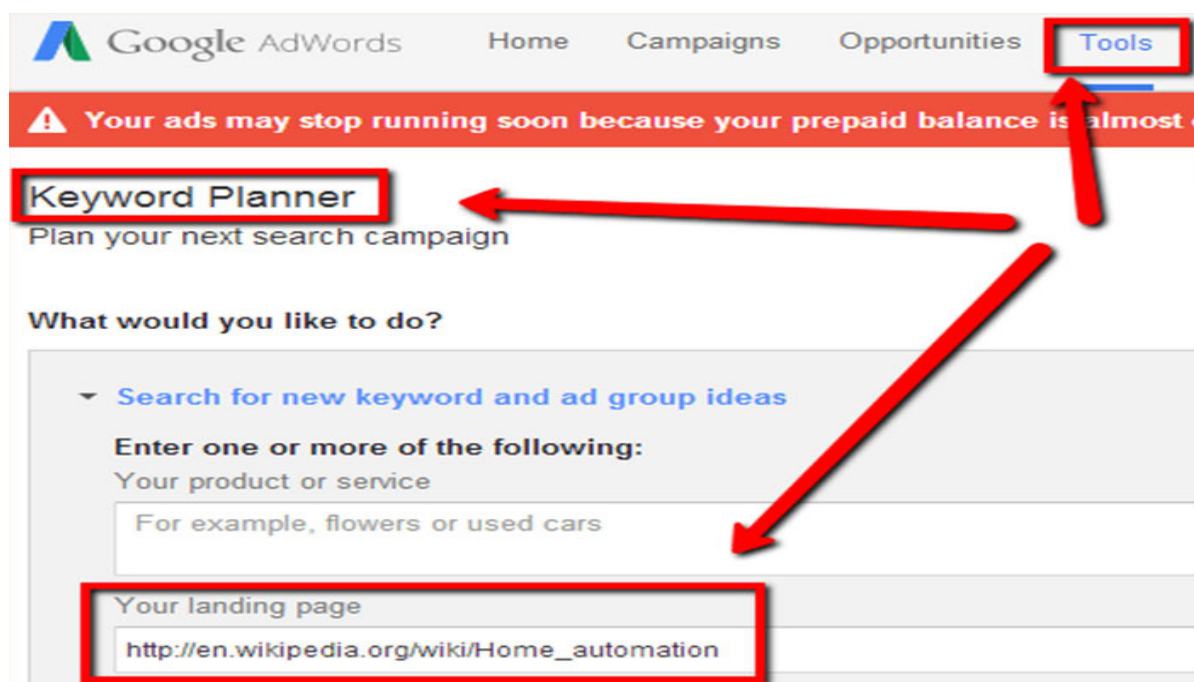 Google AdWords Home Campaigns Opportunities Tools
Your ads may stop running soon because your prepaid balance is almost
Keyword Planner
Plan your next search campaign
What would you like to do?
Search for new keyword and ad group ideas
Enter one or more of the following:
Your product or service
For example, flowers or used cars
Your landing page
http://en.wikipedia.org/wiki/Home_automation